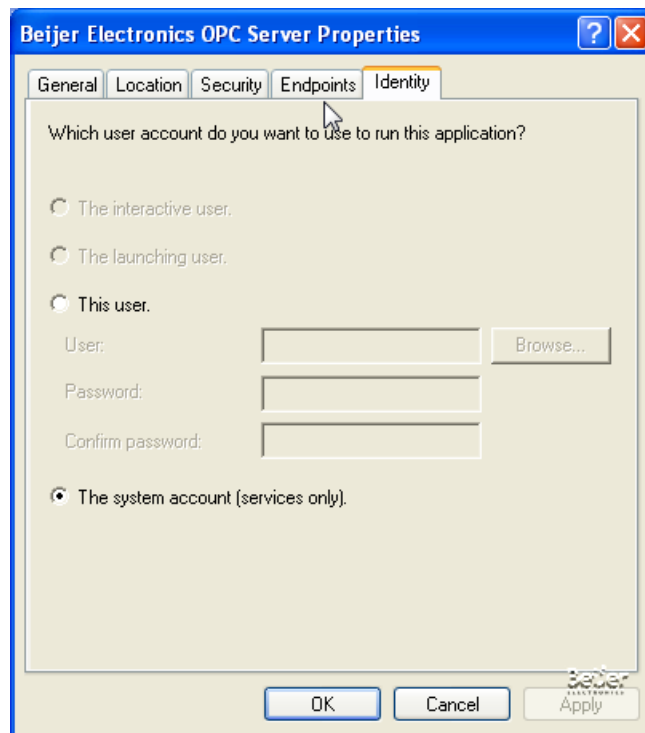 Beijer Electronics OPC Server Properties
General Location Security Endpoints Identity
Which user account do you want to use to run this application?
The interactive user.
The launching user.
This user.
User: Browse...
Password:
Confirm password:
The system account (services only).
Beijer
ELECTRONICS
OK Cancel Apply